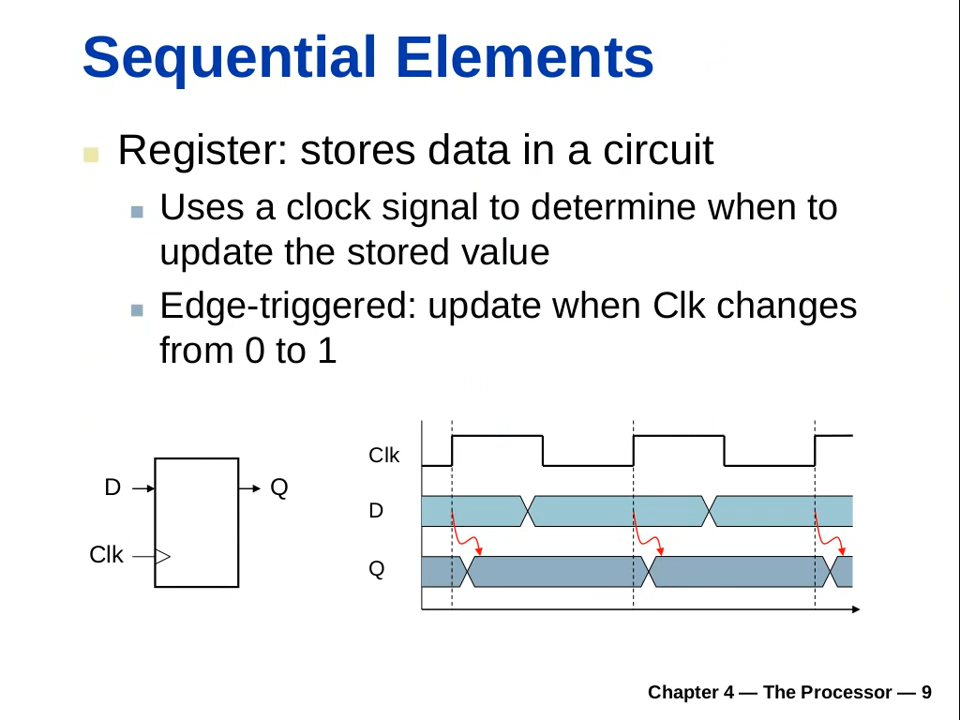 Sequential Elements
Register: stores data in a circuit
Uses a clock signal to determine when to
update the stored value
Edge-triggered: update when Clk changes
from 0 to 1
D
Q
Clk
Clk
D
Q
Chapter 4 — The Processor — 9